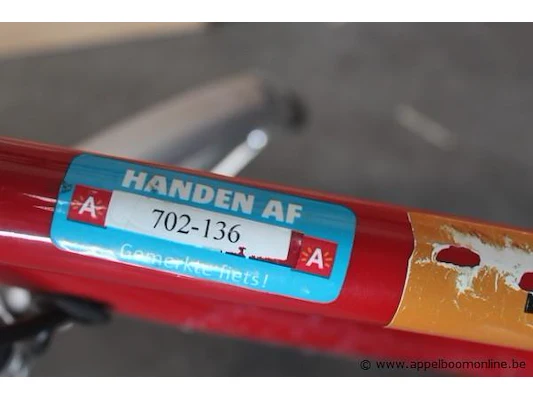 HANDEN AF
A 702-136 A
Gemerkte fiets!
© www.appelboomonline.be